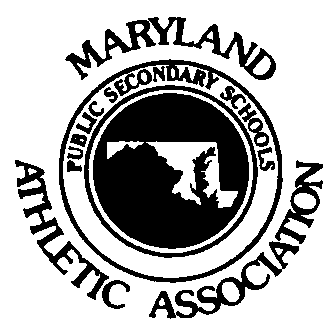 MARYLAND
PUBLIC SECONDARY SCHOOLS
ATHLETIC ASSOCIATION